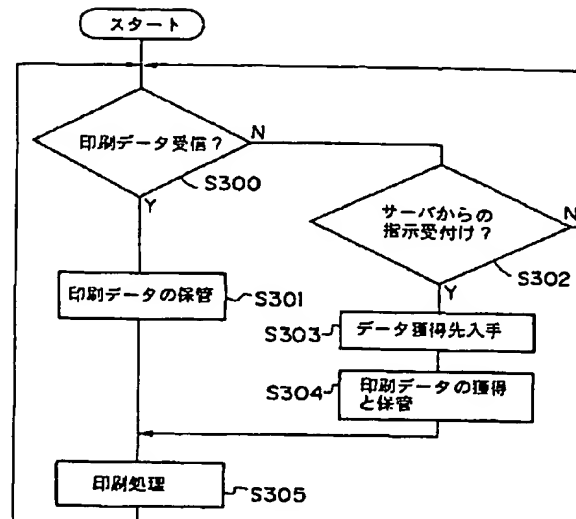 スタート
印刷データ受信?
N
S300
Y
サーバからの
指示受付け?
N
S302
Y
印刷データの保管
S301
S303
データ獲得先入手
S304
印刷データの獲得
と保管
印刷処理
S305